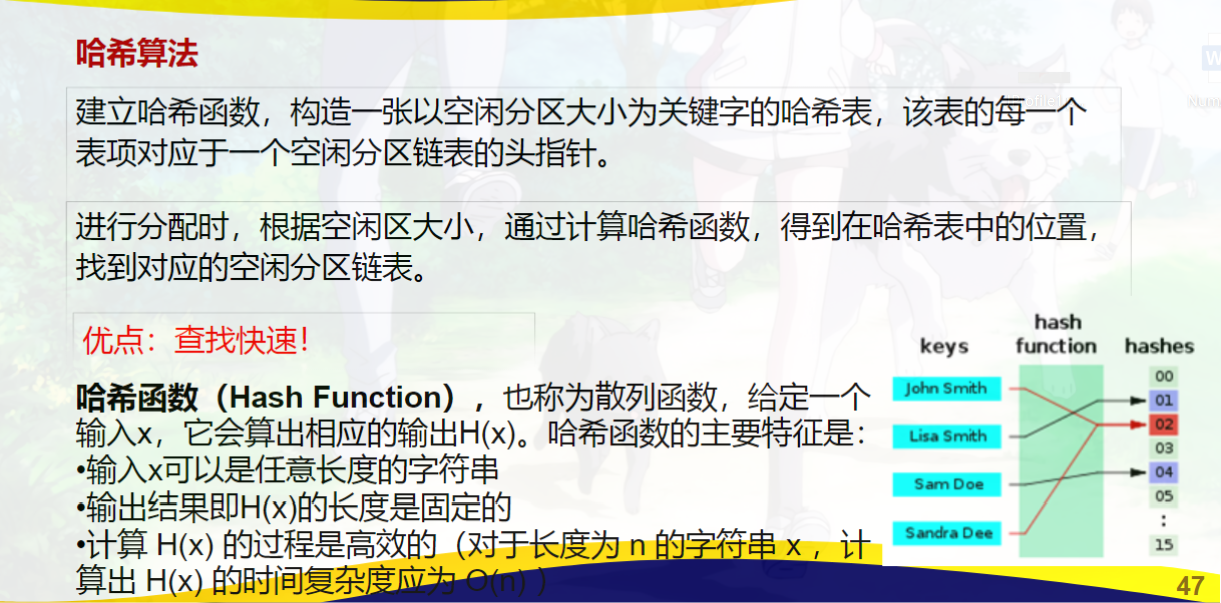 哈希算法
建立哈希函数，构造一张以空闲分区大小为关键字的哈希表，该表的每一个
表项对应于一个空闲分区链表的头指针。
进行分配时，根据空闲区大小，通过计算哈希函数，得到在哈希表中的位置，
找到对应的空闲分区链表。
优点：查找快速！
哈希函数（Hash Function），也称为散列函数，给定一个
输入x，它会算出相应的输出H(x)。哈希函数的主要特征是：
•输入x可以是任意长度的字符串
•输出结果即H(x)的长度是固定的
•计算 H(x) 的过程是高效的（对于长度为 n 的字符串 x ，计
算出 H(x) 的时间复杂度应为 O(n) ）
keys
hash
function
hashes
John Smith
Lisa Smith
Sam Doe
Sandra Dee
00
01
02
03
04
05
:
15
47